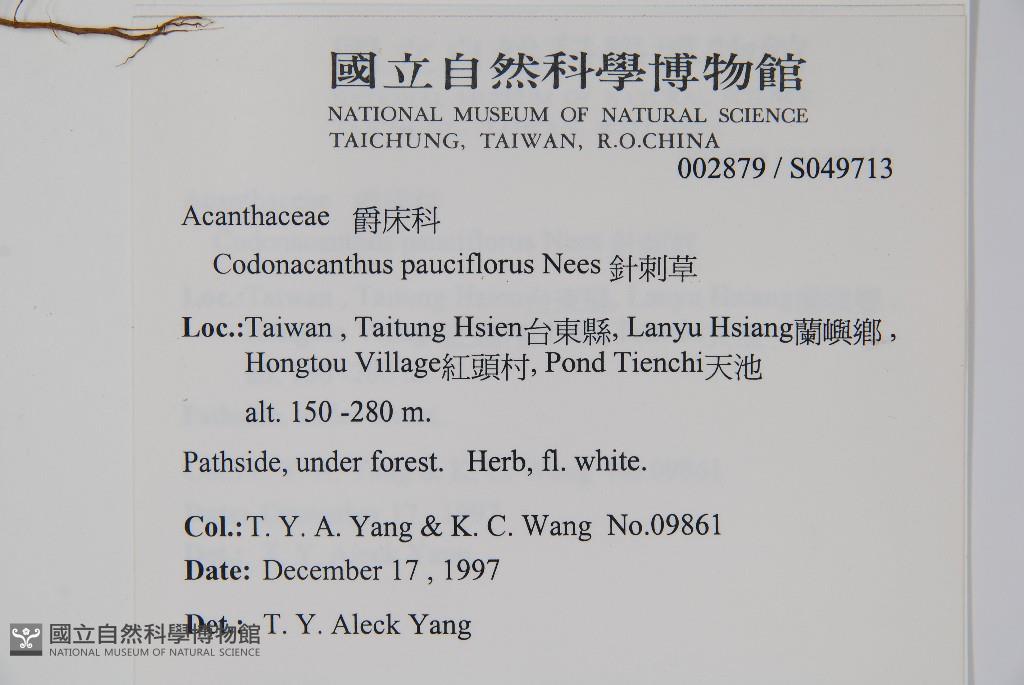 國立自然科學博物館
NATIONAL MUSEUM OF NATURAL SCIENCE
TAICHUNG, TAIWAN, R.O.CHINA
002879 / S049713
Acanthaceae 爵床科
Codonacanthus pauciflorus Nees 針刺草
Loc.:Taiwan , Taitung Hsien台東縣, Lanyu Hsiang蘭嶼鄉 ,
Hongtou Village紅頭村, Pond Tienchi天池
alt. 150 -280 m.
Pathside, under forest. Herb, fl. white.
Col.: T. Y. A. Yang & K. C. Wang No.09861
Date: December 17 , 1997
Det.: T. Y. Aleck Yang
國立自然科學博物館
NATIONAL MUSEUM OF NATURAL SCIENCE